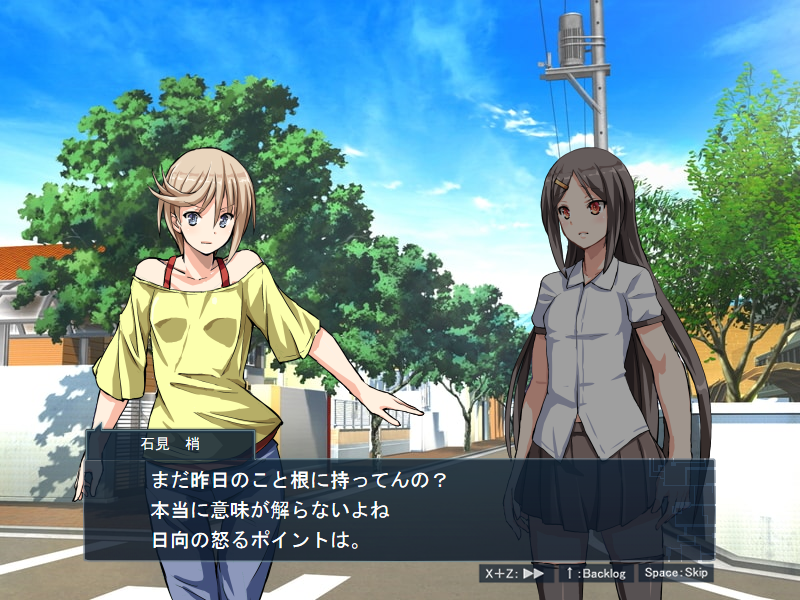 石見　梢
まだ昨日のこと根に持ってんの？
本当に意味が解らないよね
日向の怒るポイントは。
X+Z:▶▶ ↑:Backlog Space:Skip